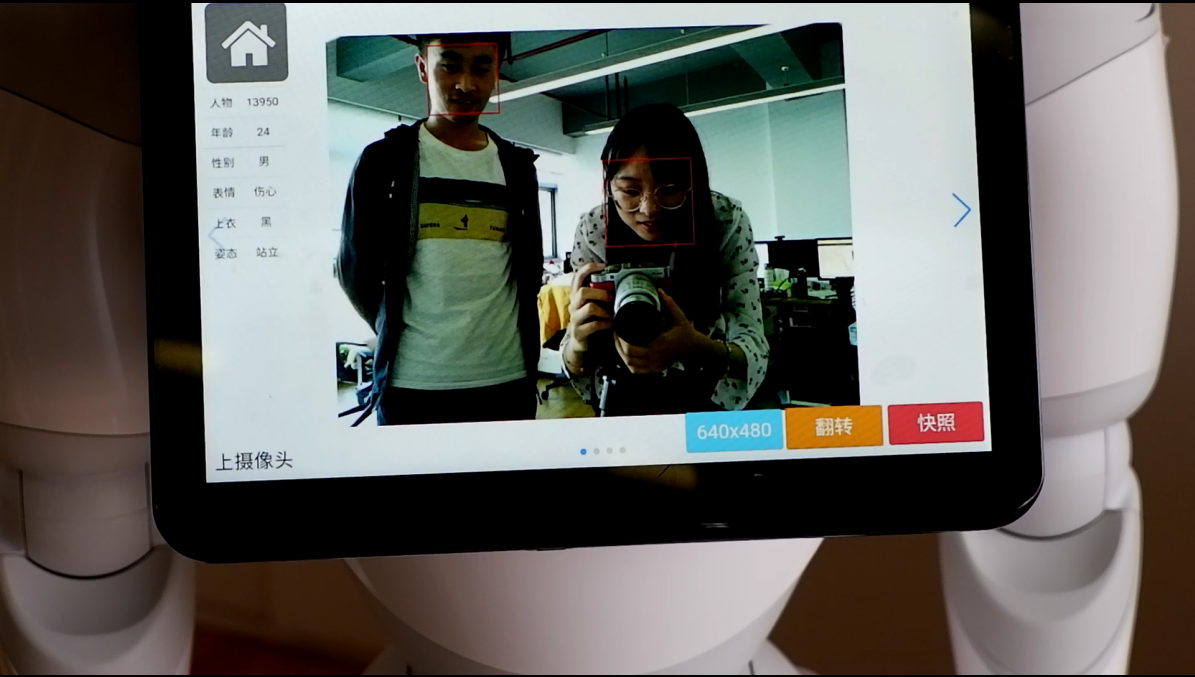 人物 13950
年龄 24
性别 男
表情 伤心
上衣 黑
姿态 站立
640x480
翻转
快照
上摄像头